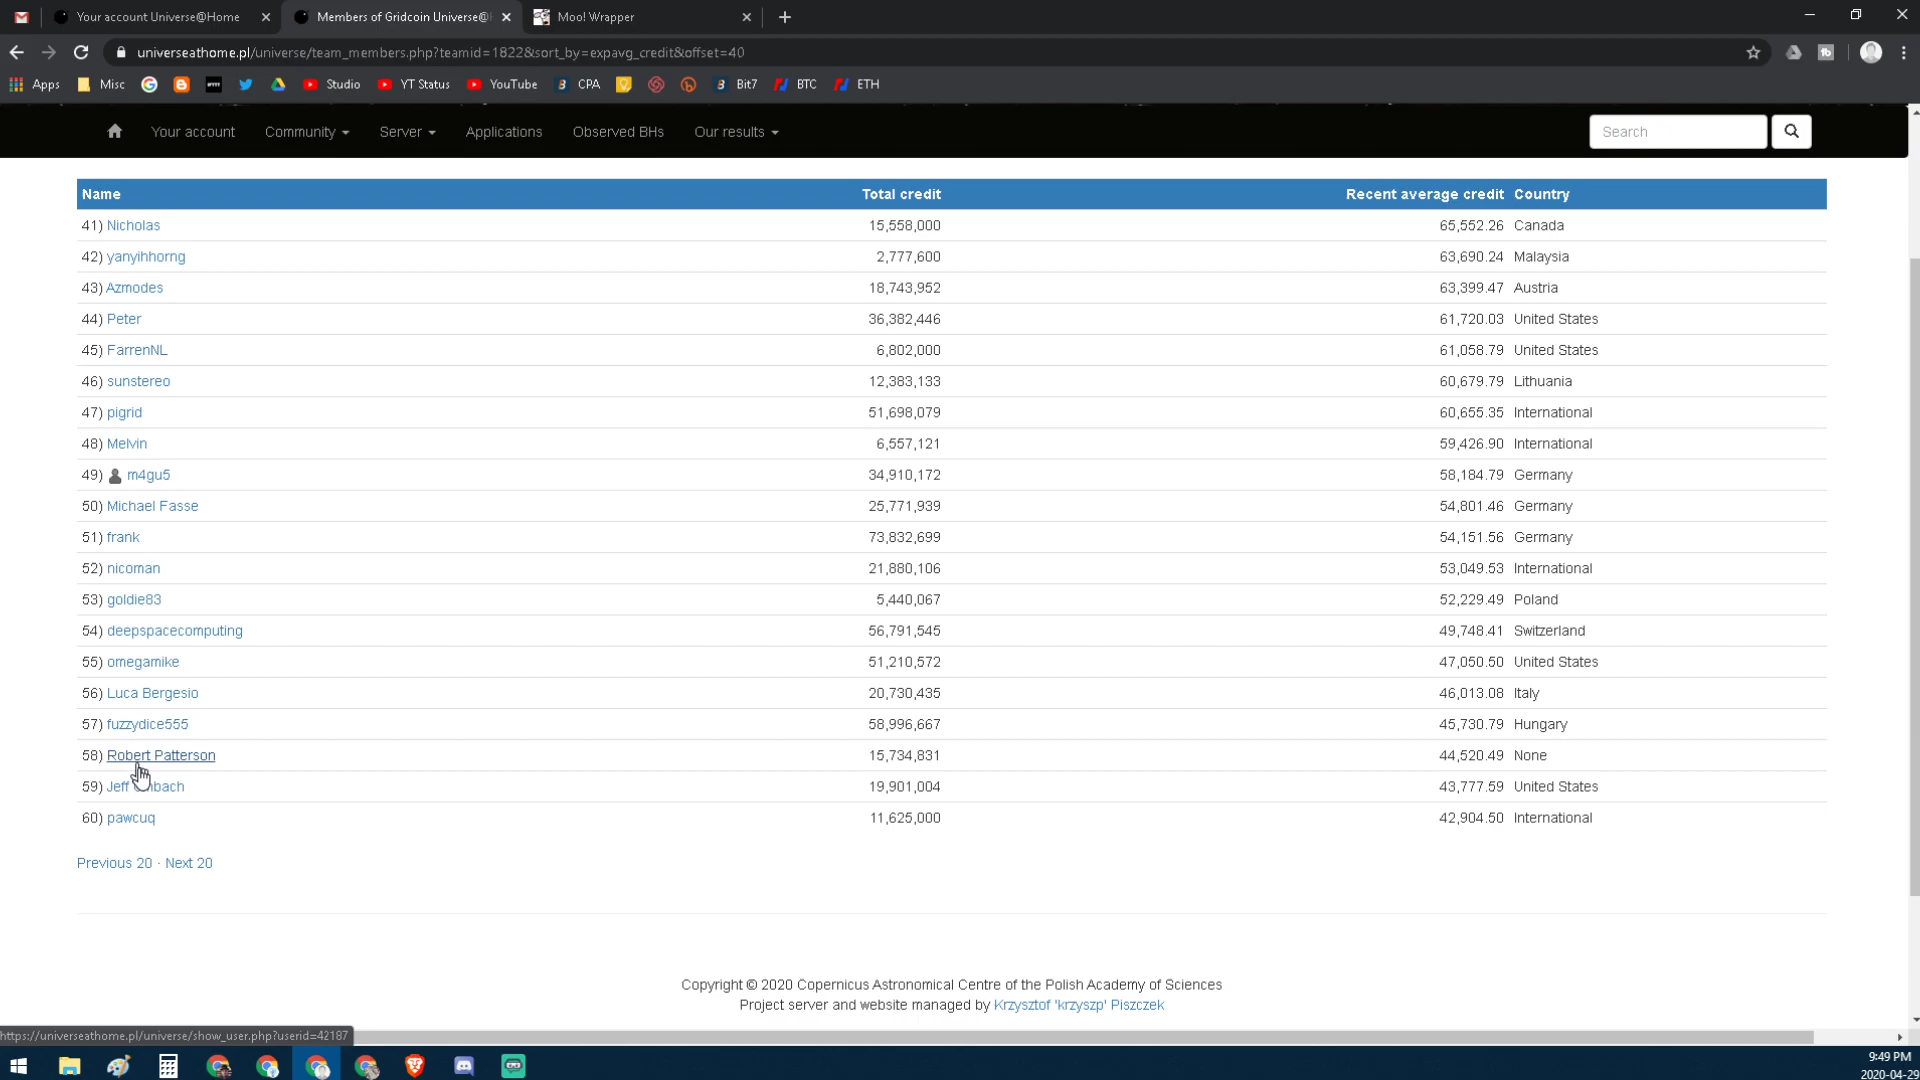 Your account Universe@Home
Members of Gridcoin Universe@
Moo! Wrapper
universeathome.pl/universe/team_members.php?teamid=1822&sort_by=expavg_credit&offset=40
Apps Misc Studio YT Status YouTube CPA Bit7 BTC ETH
Your account Community Server Applications Observed BHs Our results Search
Name Total credit Recent average credit Country
41) Nicholas 15,558,000 65,552.26 Canada
42) yanyihhorng 2,777,600 63,690.24 Malaysia
43) Azmodes 18,743,952 63,399.47 Austria
44) Peter 36,382,446 61,720.03 United States
45) FarrenNL 6,802,000 61,058.79 United States
46) sunstereo 12,383,133 60,679.79 Lithuania
47) pigrid 51,698,079 60,655.35 International
48) Melvin 6,557,121 59,426.90 International
49) m4gu5 34,910,172 58,184.79 Germany
50) Michael Fasse 25,771,939 54,801.46 Germany
51) frank 73,832,699 54,151.56 Germany
52) nicoman 21,880,106 53,049.53 International
53) goldie83 5,440,067 52,229.49 Poland
54) deepspacecomputing 56,791,545 49,748.41 Switzerland
55) omegamike 51,210,572 47,050.50 United States
56) Luca Bergesio 20,730,435 46,013.08 Italy
57) fuzzydice555 58,996,667 45,730.79 Hungary
58) Robert Patterson 15,734,831 44,520.49 None
59) Jeff 19,901,004 43,777.59 United States
60) pawcuq 11,625,000 42,904.50 International
Previous 20 · Next 20
Copyright © 2020 Copernicus Astronomical Centre of the Polish Academy of Sciences
Project server and website managed by Krzysztof 'krzyszp' Piszczek
https://universeathome.pl/universe/show_user.php?userid=42187
9:49 PM
2020-04-29